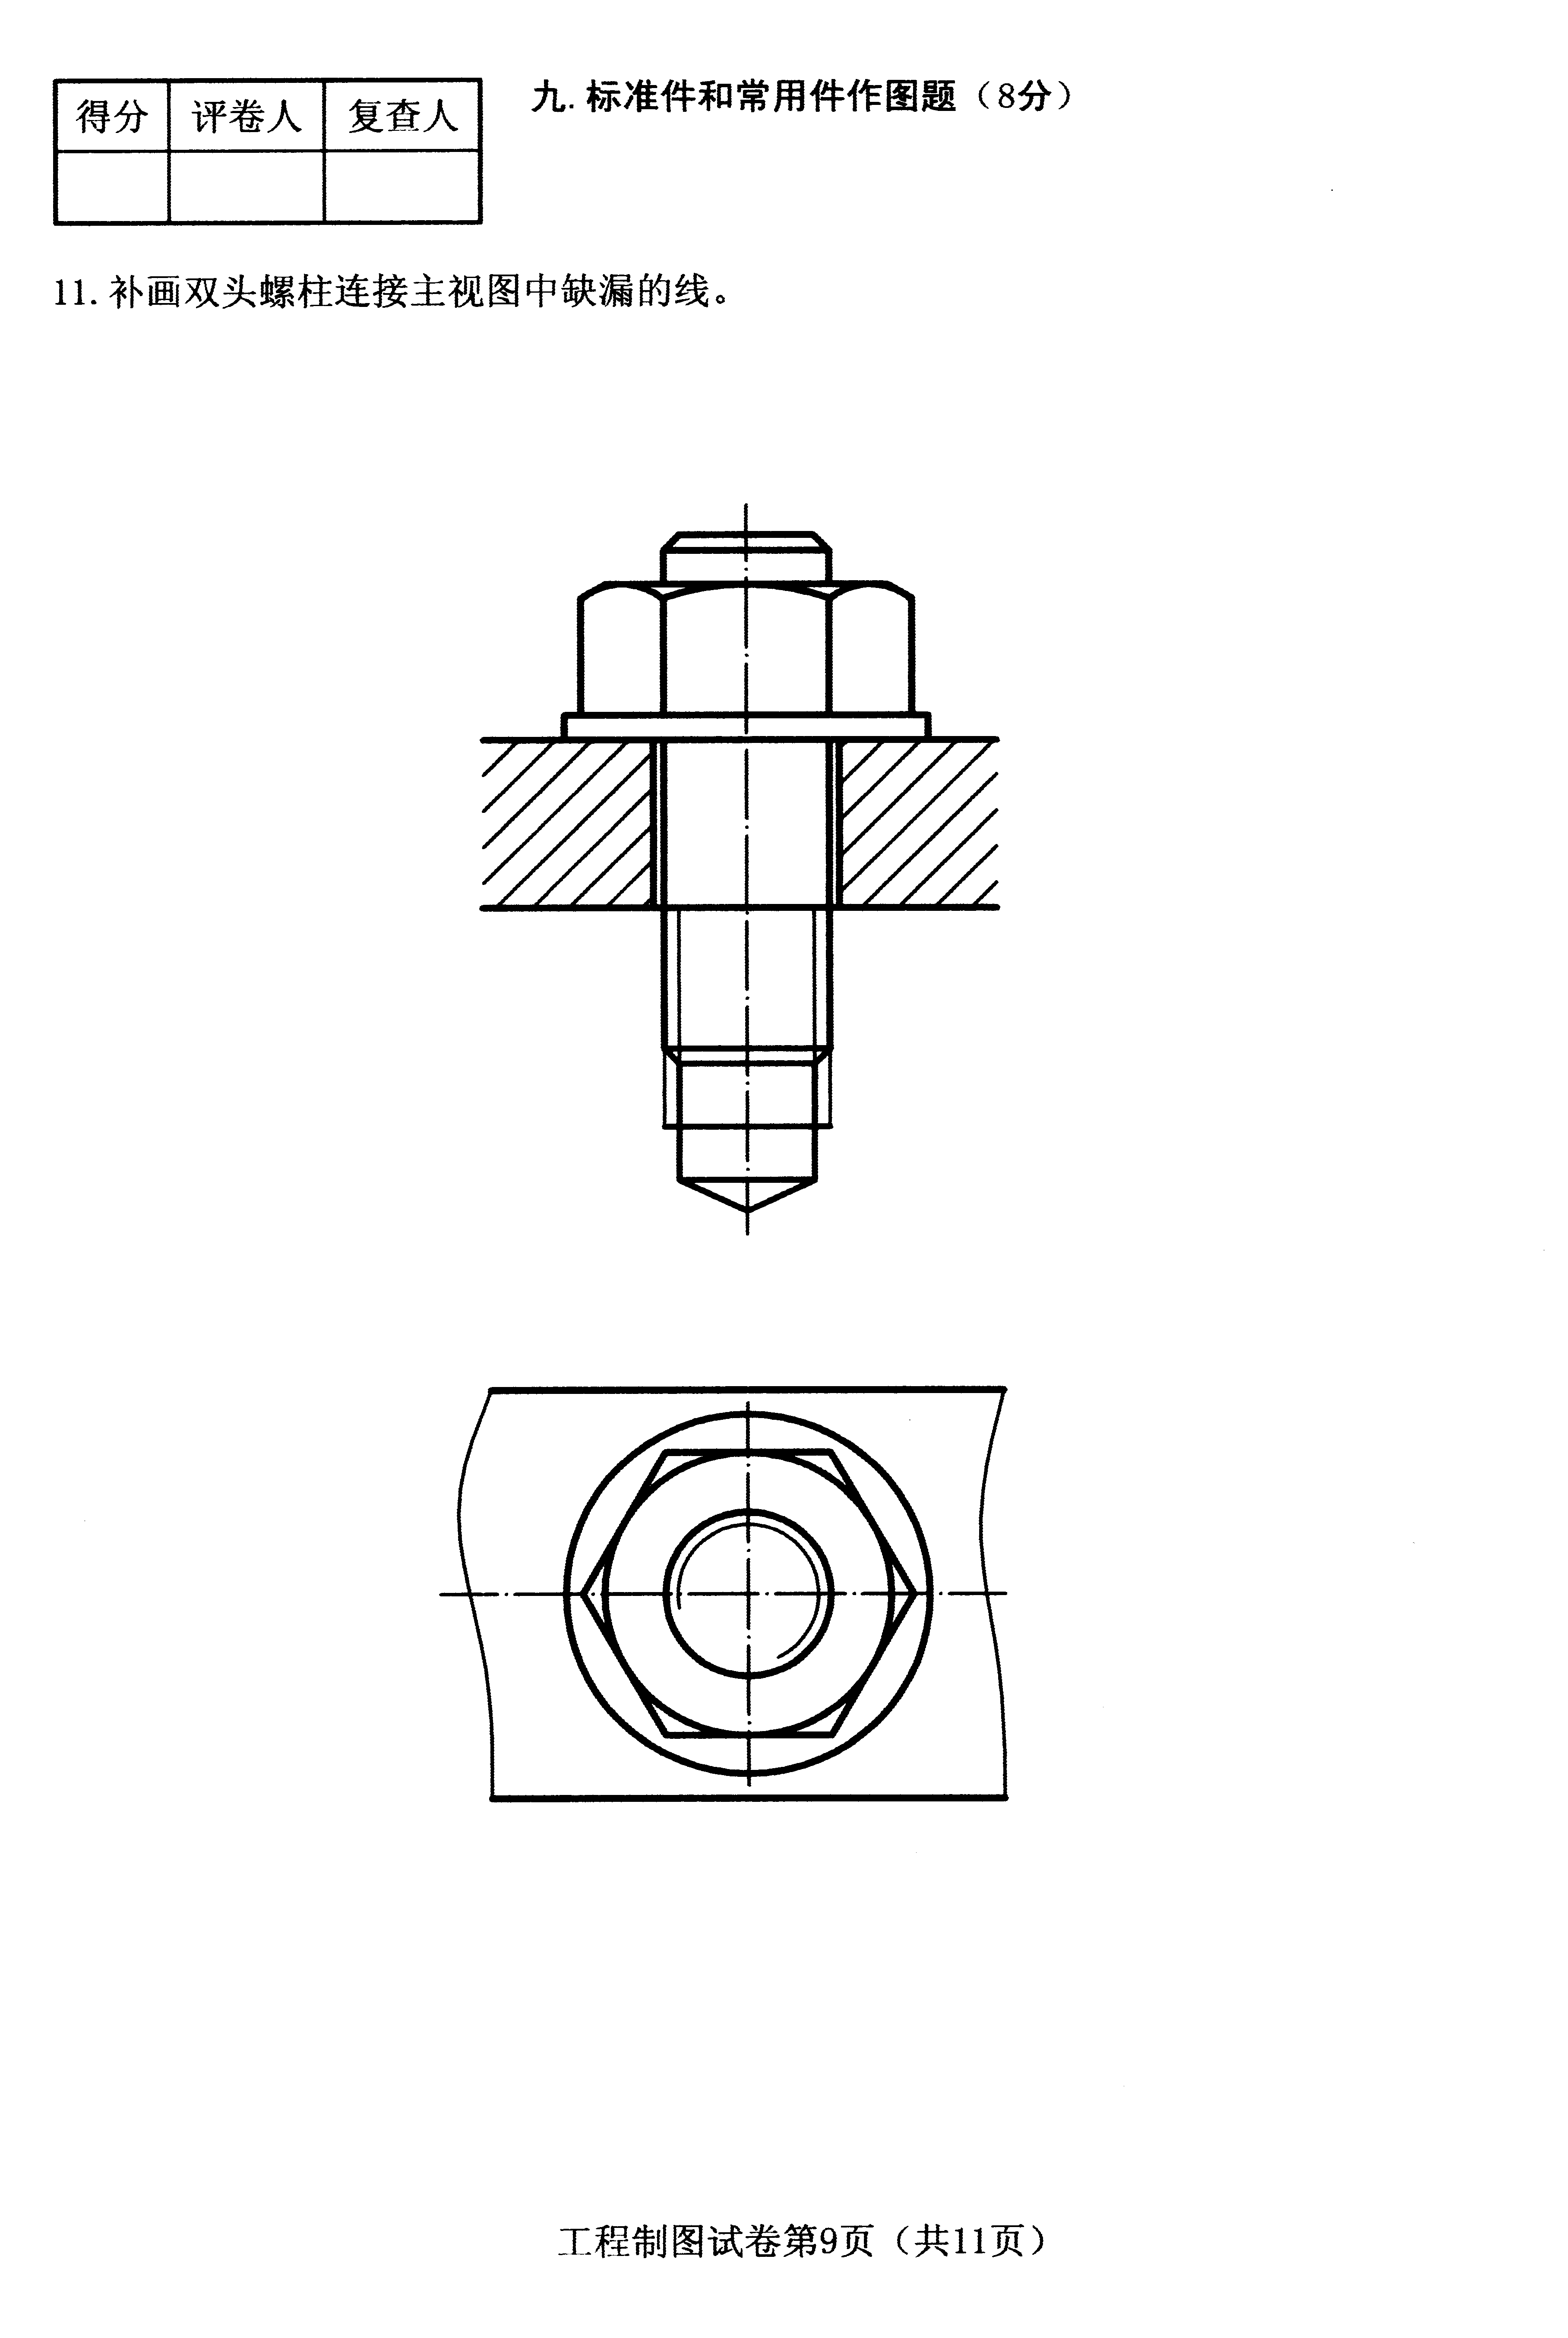 得分 评卷人 复查人
九. 标准件和常用件作图题（8分）
11. 补画双头螺柱连接主视图中缺漏的线。
工程制图试卷第9页（共11页）